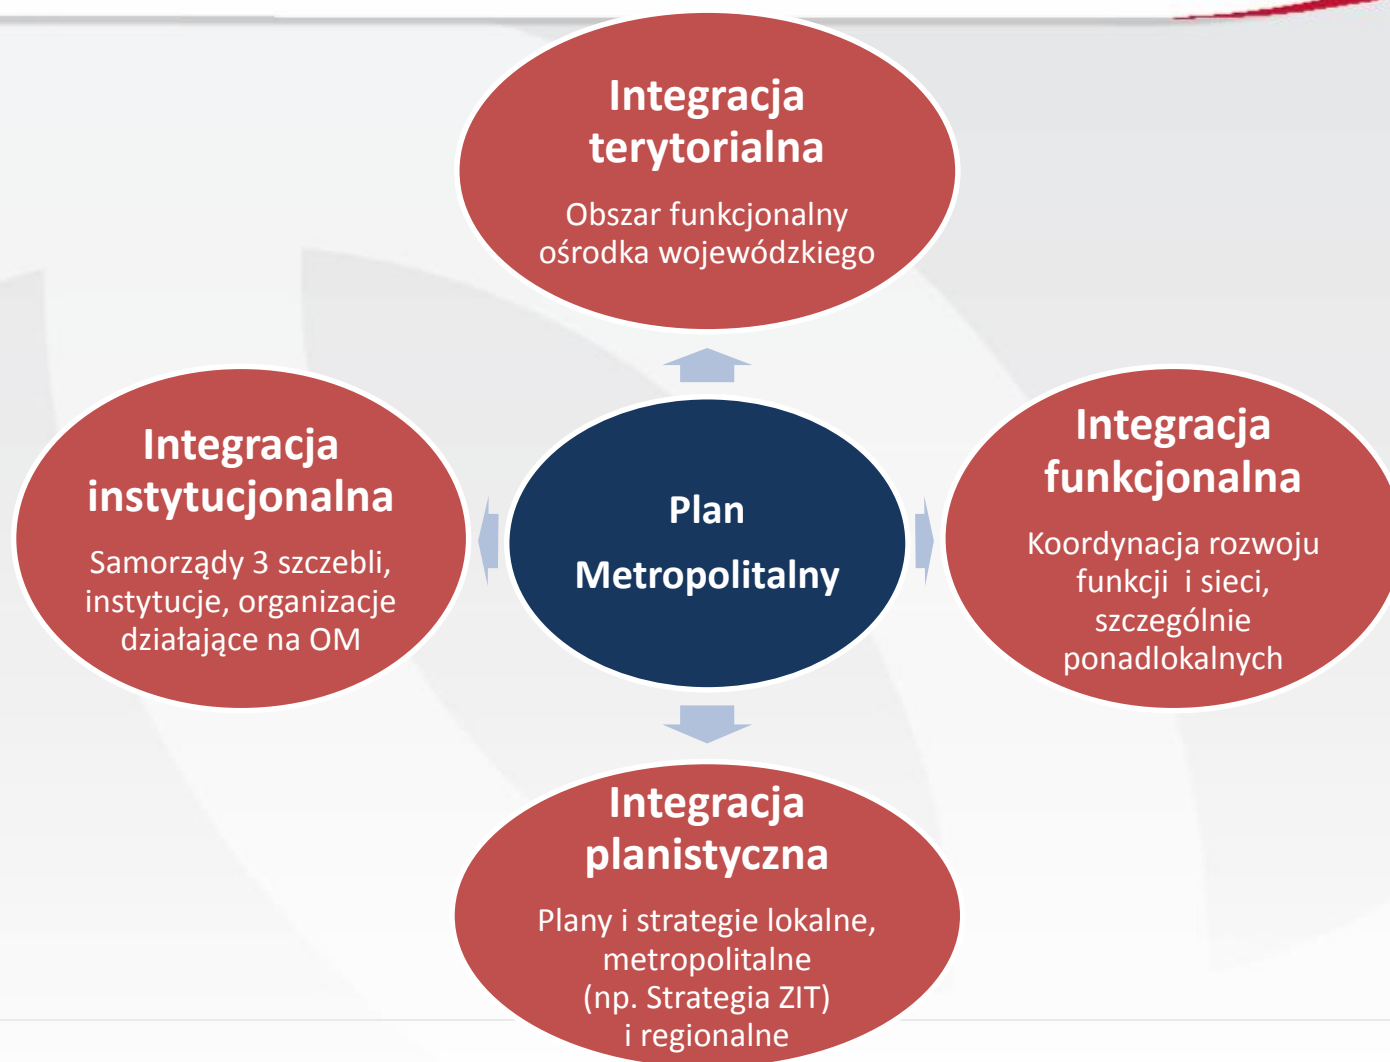 Integracja
terytorialna
Obszar funkcjonalny
ośrodka wojewódzkiego
Integracja
instytucjonalna
Samorządy 3 szczebli,
instytucje, organizacje
działające na OM
Plan
Metropolitalny
Integracja
funkcjonalna
Koordynacja rozwoju
funkcji i sieci,
szczególnie
ponadlokalnych
Integracja
planistyczna
Plany i strategie lokalne,
metropolitalne
(np. Strategia ZIT)
i regionalne